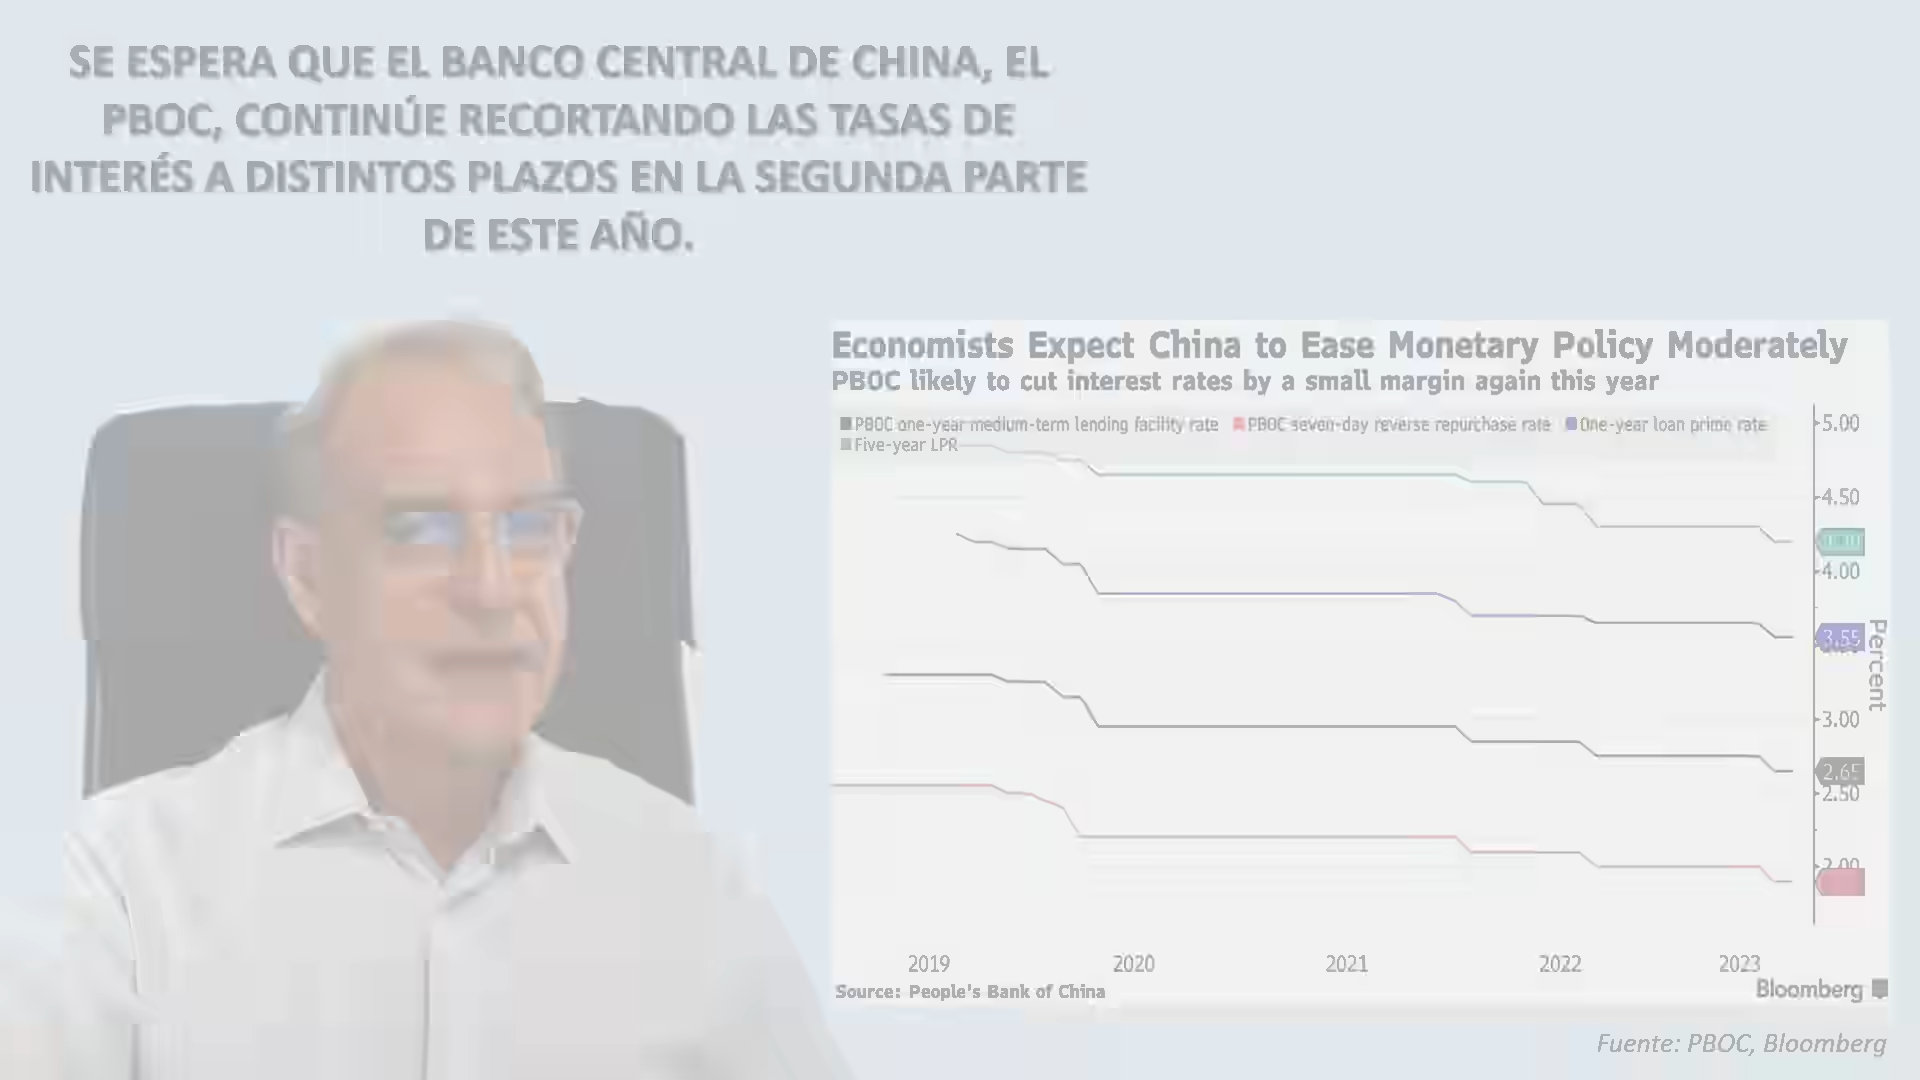 SE ESPERA QUE EL BANCO CENTRAL DE CHINA, EL
PBOC, CONTINÚE RECORTANDO LAS TASAS DE
INTERÉS A DISTINTOS PLAZOS EN LA SEGUNDA PARTE
DE ESTE AÑO.
Economists Expect China to Ease Monetary Policy Moderately
PBOC likely to cut interest rates by a small margin again this year
PBOC one-year medium-term lending facility rate PBOC seven-day reverse repurchase rate One-year loan prime rate
Five-year LPR
5.00
4.50
4.00
3.55
Percent
3.00
2.65
2.50
2.00
2019 2020 2021 2022 2023
Source: People's Bank of China
Bloomberg
Fuente: PBOC, Bloomberg